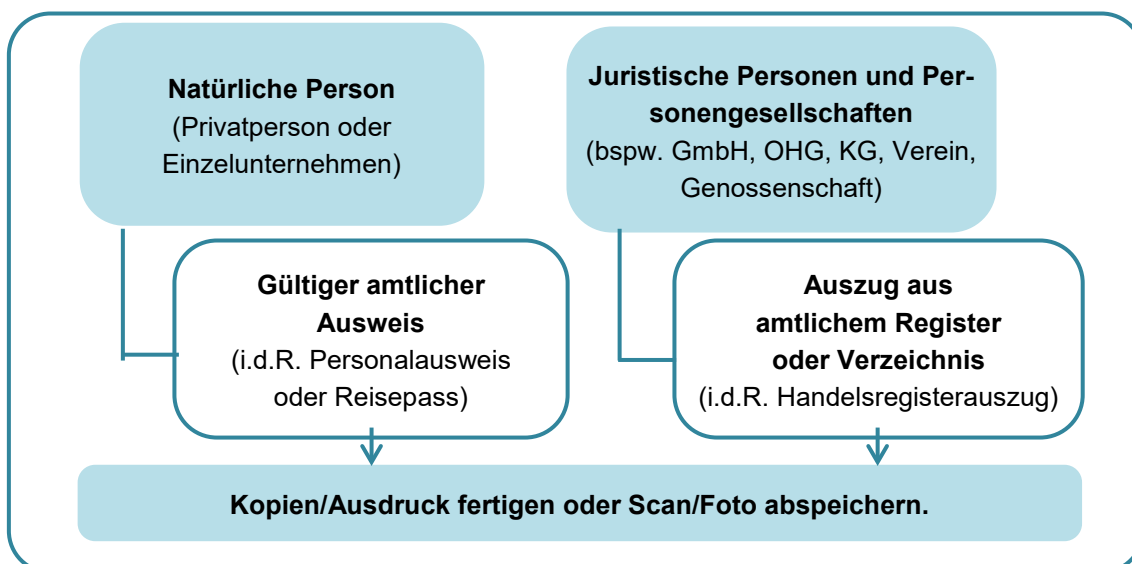 Natürliche Person
(Privatperson oder
Einzelunternehmen)
Juristische Personen und Per-
sonengesellschaften
(bspw. GmbH, OHG, KG, Verein,
Genossenschaft)
Gültiger amtlicher
Ausweis
(i.d.R. Personalausweis
oder Reisepass)
Auszug aus
amtlichem Register
oder Verzeichnis
(i.d.R. Handelsregisterauszug)
Kopien/Ausdruck fertigen oder Scan/Foto abspeichern.